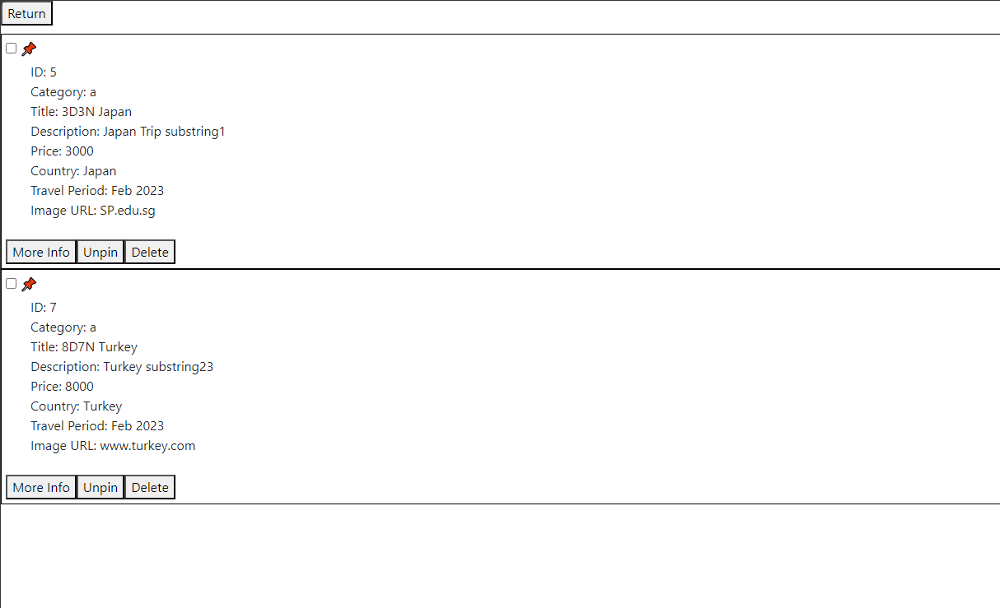 Return
ID: 5
Category: a
Title: 3D3N Japan
Description: Japan Trip substring1
Price: 3000
Country: Japan
Travel Period: Feb 2023
Image URL: SP.edu.sg
More Info Unpin Delete
ID: 7
Category: a
Title: 8D7N Turkey
Description: Turkey substring23
Price: 8000
Country: Turkey
Travel Period: Feb 2023
Image URL: www.turkey.com
More Info Unpin Delete